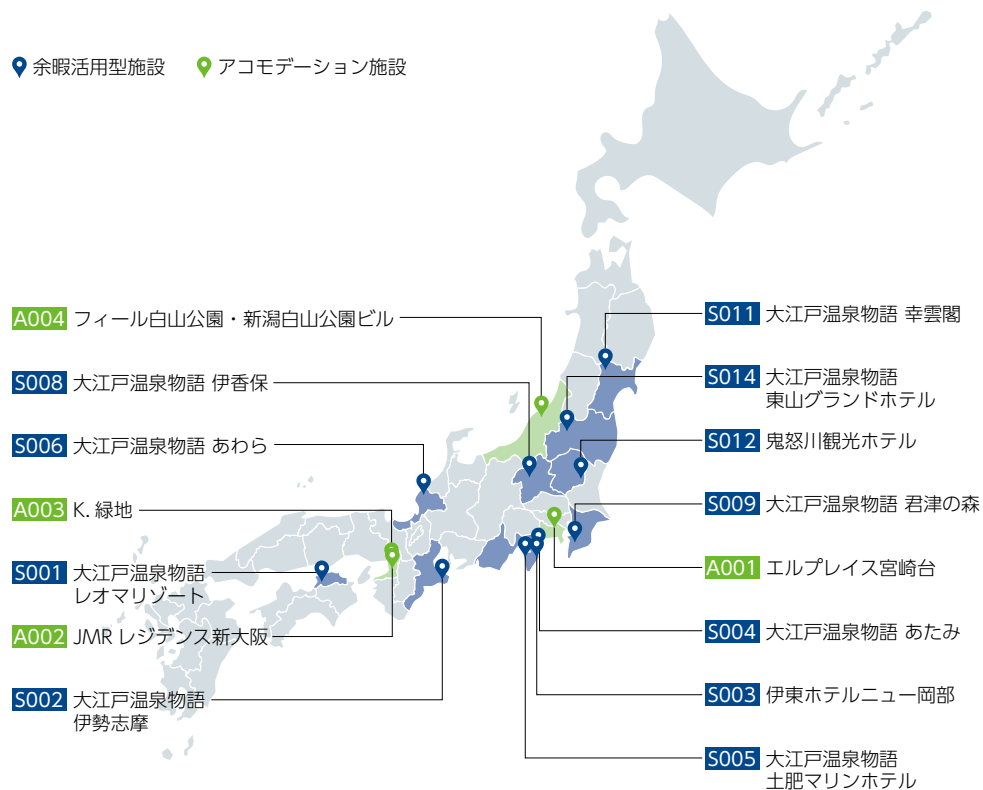 余暇活用型施設
アコモデーション施設
A004 フィール白山公園・新潟白山公園ビル
S008 大江戸温泉物語 伊香保
S006 大江戸温泉物語 あわら
A003 K. 緑地
S001 大江戸温泉物語
レオマリゾート
A002 JMR レジデンス新大阪
S002 大江戸温泉物語
伊勢志摩
S011 大江戸温泉物語 幸雲閣
S014 大江戸温泉物語
東山グランドホテル
S012 鬼怒川観光ホテル
S009 大江戸温泉物語 君津の森
A001 エルプレイス宮崎台
S004 大江戸温泉物語 あたみ
S003 伊東ホテルニュー岡部
S005 大江戸温泉物語
土肥マリンホテル